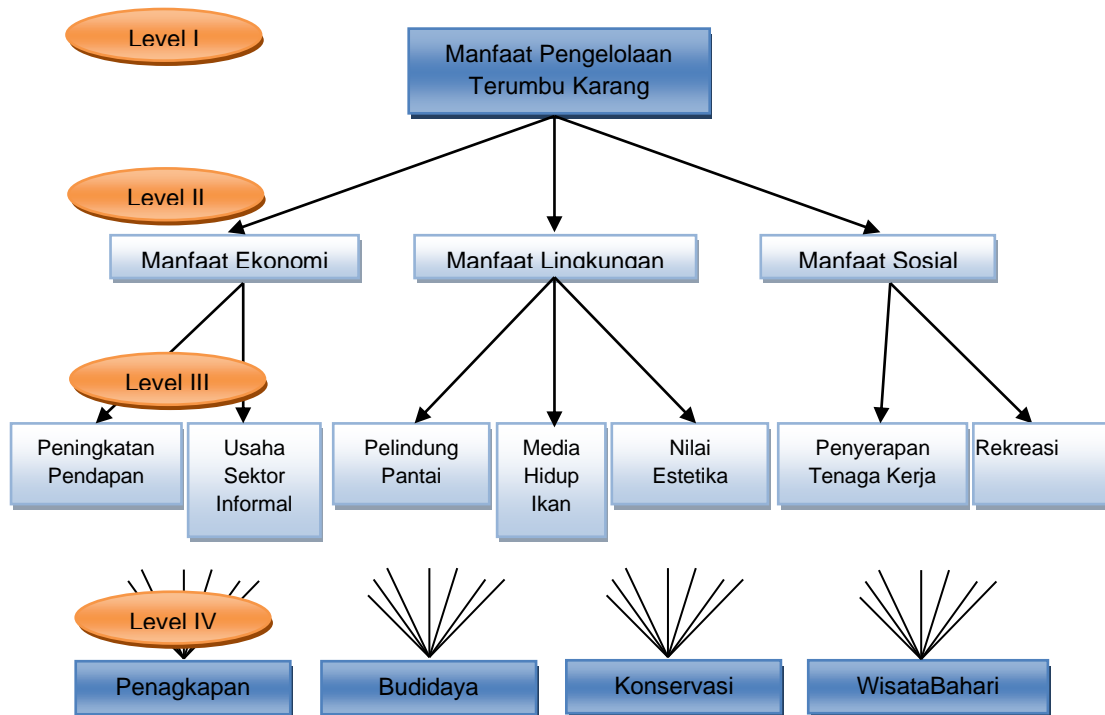 Level I
Manfaat Pengelolaan
Terumbu Karang
Level II
Manfaat Ekonomi
Manfaat Lingkungan
Manfaat Sosial
Level III
Peningkatan
Pendapan
Usaha
Sektor
Informal
Pelindung
Pantai
Media
Hidup
Ikan
Nilai
Estetika
Penyerapan
Tenaga Kerja
Rekreasi
Level IV
Penagkapan
Budidaya
Konservasi
WisataBahari